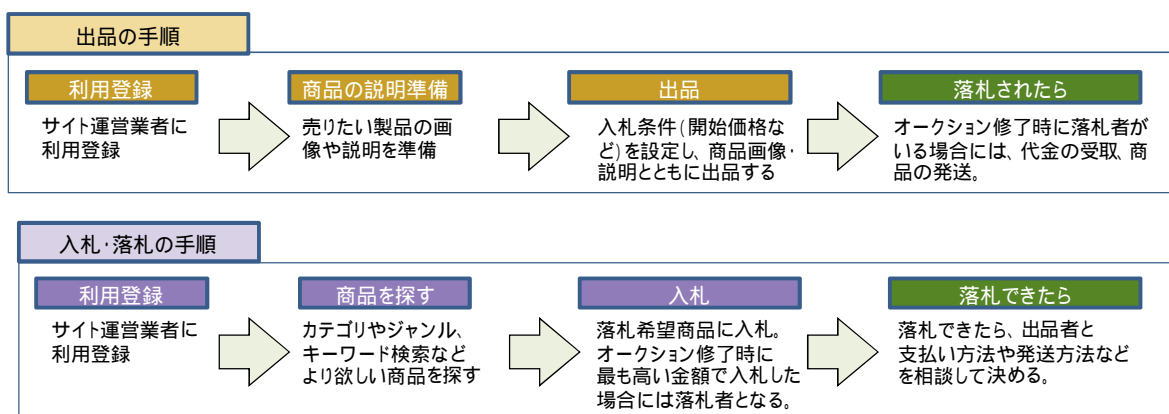 出品の手順
利用登録
サイト運営業者に
利用登録
商品の説明準備
売りたい製品の画
像や説明を準備
出品
入札条件(開始価格な
ど)を設定し、商品画像・
説明とともに出品する
落札されたら
オークション修了時に落札者が
いる場合には、代金の受取、商
品の発送。
入札・落札の手順
利用登録
サイト運営業者に
利用登録
商品を探す
カテゴリやジャンル、
キーワード検索など
より欲しい商品を探す
入札
落札希望商品に入札。
オークション修了時に
最も高い金額で入札した
場合には落札者となる。
落札できたら
落札できたら、出品者と
支払い方法や発送方法など
を相談して決める。